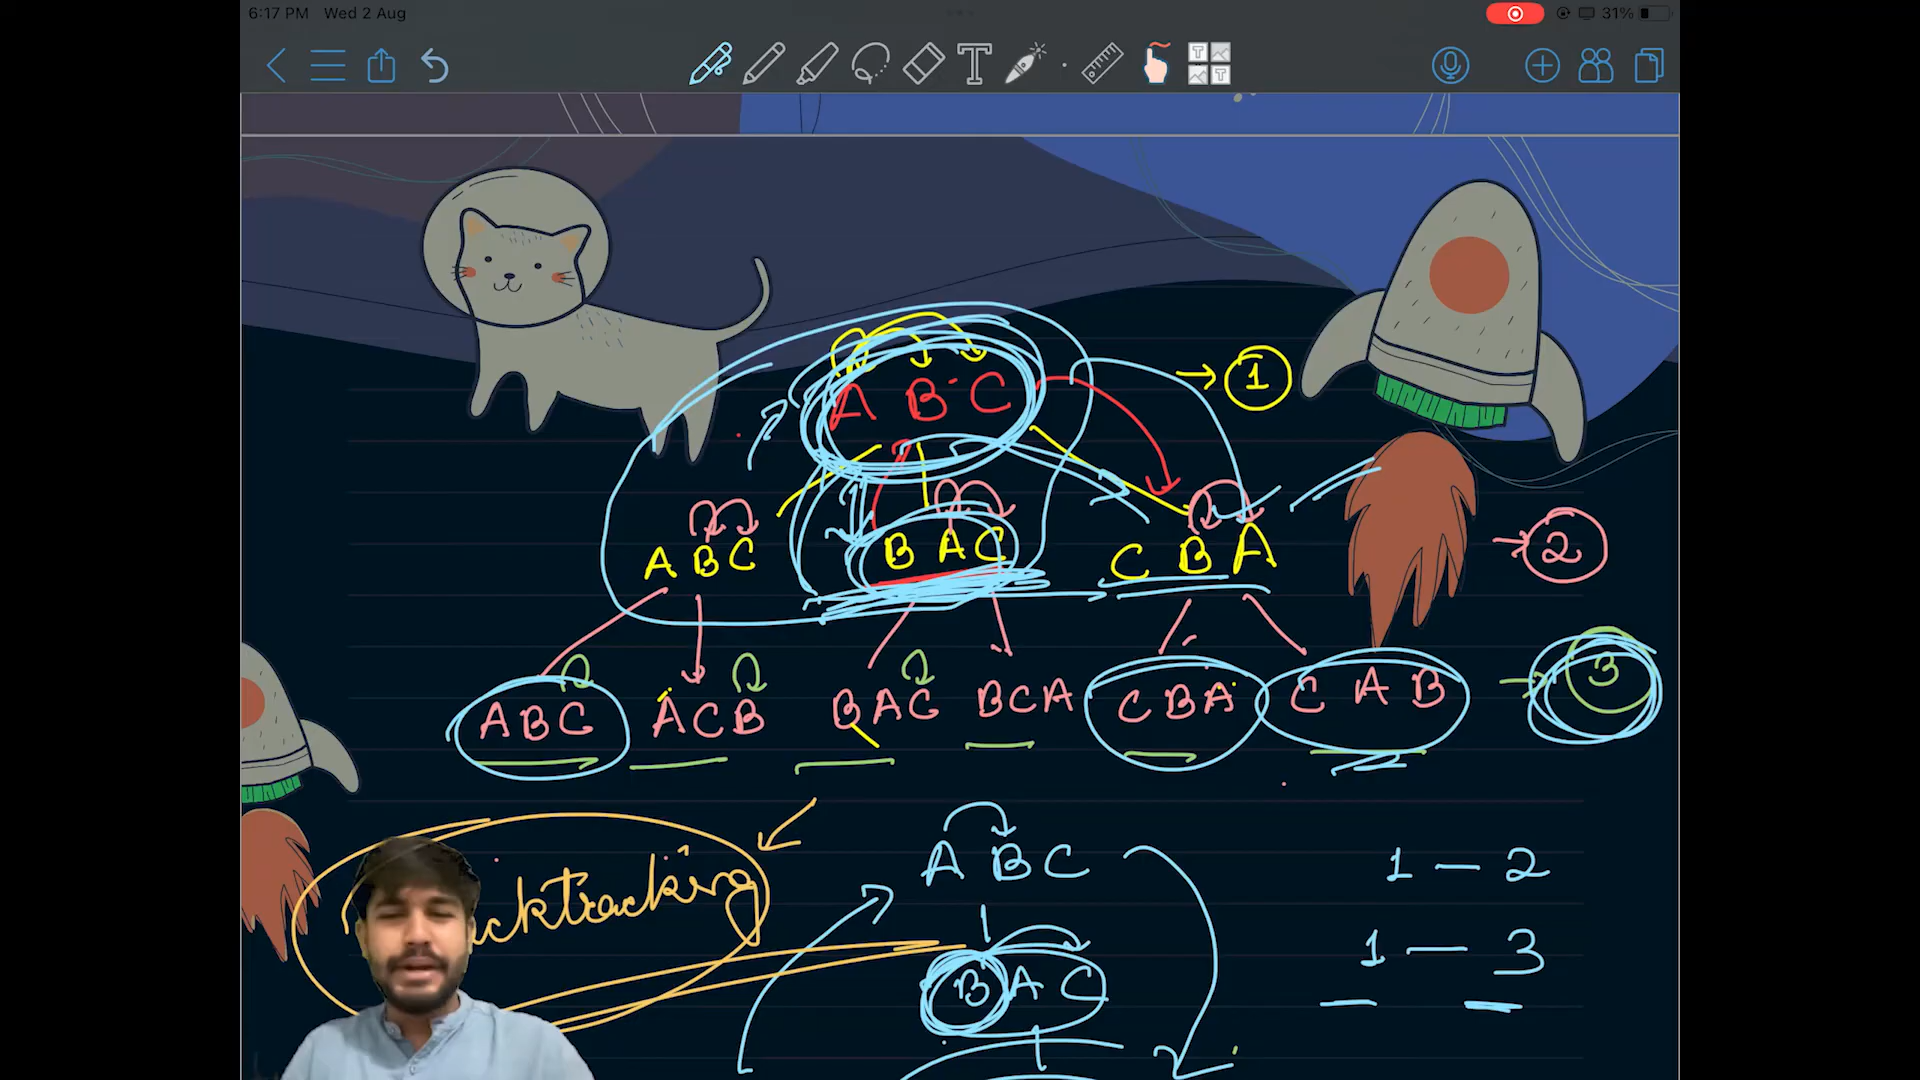 6:17 PM Wed 2 Aug 31%
A B C → 1
A B C B A C C B A → 2
A B C A C B B A C B C A C B A C A B → 3
A B C 1 — 2
cktracking
B A C 1 — 3